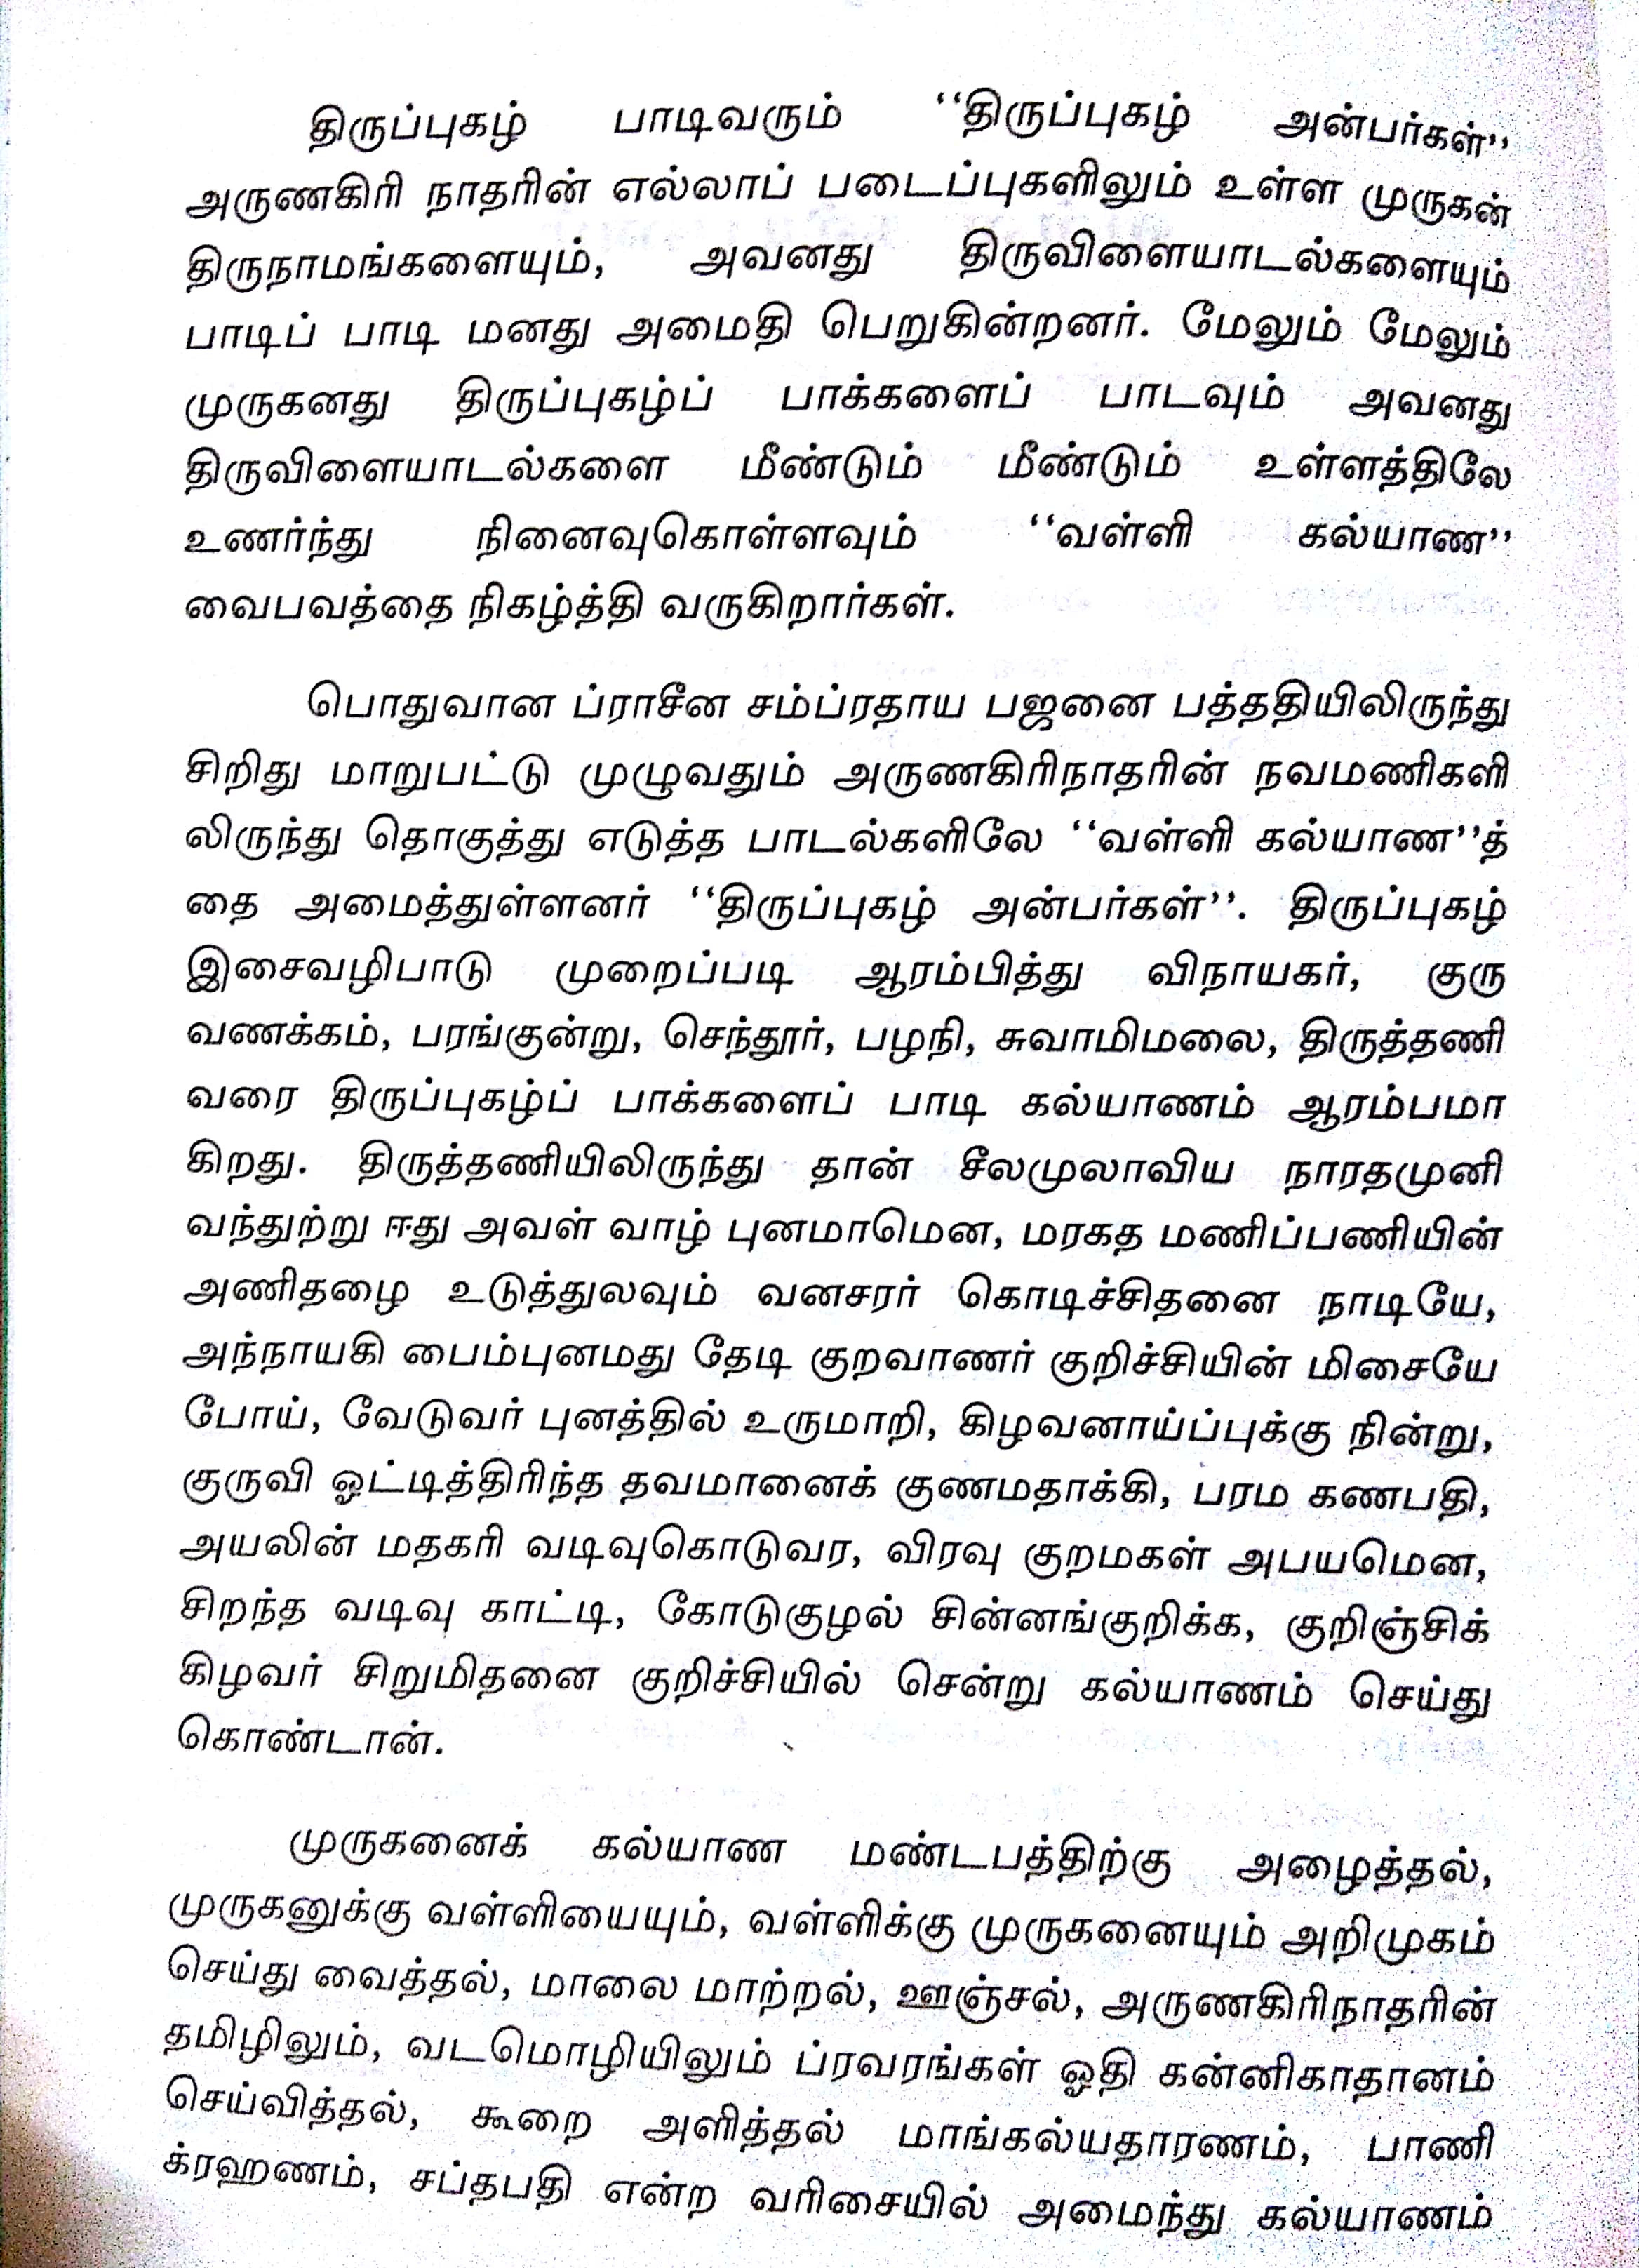 திருப்புகழ் பாடிவரும் ‘‘திருப்புகழ் அன்பர்கள்’’
அருணகிரி நாதரின் எல்லாப் படைப்புகளிலும் உள்ள முருகன்
திருநாமங்களையும், அவனது திருவிளையாடல்களையும்
பாடிப் பாடி மனது அமைதி பெறுகின்றனர். மேலும் மேலும்
முருகனது திருப்புகழ்ப் பாக்களைப் பாடவும் அவனது
திருவிளையாடல்களை மீண்டும் மீண்டும் உள்ளத்திலே
உணர்ந்து நினைவுகொள்ளவும் ‘‘வள்ளி கல்யாண’’
வைபவத்தை நிகழ்த்தி வருகிறார்கள்.
பொதுவான ப்ராசீன சம்ப்ரதாய பஜனை பத்ததியிலிருந்து
சிறிது மாறுபட்டு முழுவதும் அருணகிரிநாதரின் நவமணிகளி
லிருந்து தொகுத்து எடுத்த பாடல்களிலே ‘‘வள்ளி கல்யாண’’த்
தை அமைத்துள்ளனர் ‘‘திருப்புகழ் அன்பர்கள்’’. திருப்புகழ்
இசைவழிபாடு முறைப்படி ஆரம்பித்து விநாயகர், குரு
வணக்கம், பரங்குன்று, செந்தூர், பழநி, சுவாமிமலை, திருத்தணி
வரை திருப்புகழ்ப் பாக்களைப் பாடி கல்யாணம் ஆரம்பமா
கிறது. திருத்தணியிலிருந்து தான் சீலமுலாவிய நாரதமுனி
வந்துற்று ஈது அவள் வாழ் புனமாமென, மரகத மணிப்பணியின்
அணிதழை உடுத்துலவும் வனசரர் கொடிச்சிதனை நாடியே,
அந்நாயகி பைம்புனமது தேடி குறவாணர் குறிச்சியின் மிசையே
போய், வேடுவர் புனத்தில் உருமாறி, கிழவனாய்ப்புக்கு நின்று,
குருவி ஓட்டித்திரிந்த தவமானைக் குணமதாக்கி, பரம கணபதி,
அயலின் மதகரி வடிவுகொடுவர, விரவு குறமகள் அபயமென,
சிறந்த வடிவு காட்டி, கோடுகுழல் சின்னங்குறிக்க, குறிஞ்சிக்
கிழவர் சிறுமிதனை குறிச்சியில் சென்று கல்யாணம் செய்து
கொண்டான்.
முருகனைக் கல்யாண மண்டபத்திற்கு அழைத்தல்,
முருகனுக்கு வள்ளியையும், வள்ளிக்கு முருகனையும் அறிமுகம்
செய்து வைத்தல், மாலை மாற்றல், ஊஞ்சல், அருணகிரிநாதரின்
தமிழிலும், வடமொழியிலும் ப்ரவரங்கள் ஓதி கன்னிகாதானம்
செய்வித்தல், கூறை அளித்தல் மாங்கல்யதாரணம், பாணி
க்ரஹணம், சப்தபதி என்ற வரிசையில் அமைந்து கல்யாணம்